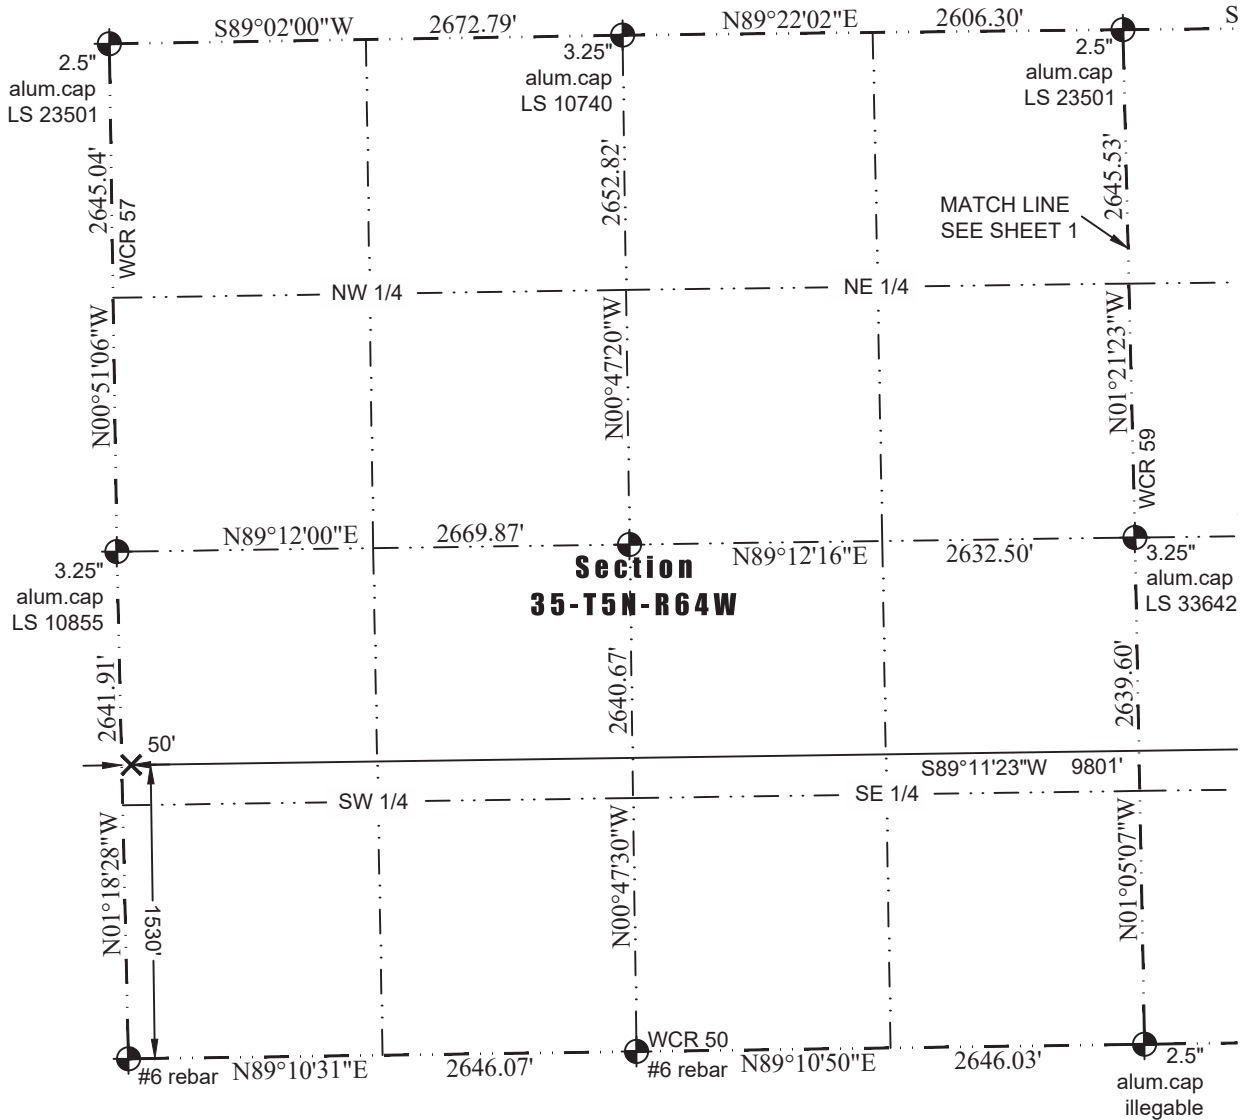 S89°02'00"W 2672.79' N89°22'02"E 2606.30' S
2.5"
alum.cap
LS 23501
3.25"
alum.cap
LS 10740
2.5"
alum.cap
LS 23501
2645.04'
WCR 57
2652.82'
2645.53'
MATCH LINE
SEE SHEET 1
NW 1/4
NE 1/4
N00°51'06"W
N00°47'20"W
N01°21'23"W
WCR 59
N89°12'00"E 2669.87'
N89°12'16"E 2632.50'
3.25"
alum.cap
LS 10855
Section
35-T5N-R64W
3.25"
alum.cap
LS 33642
2641.91'
2640.67'
2639.60'
50'
S89°11'23"W 9801'
SW 1/4
SE 1/4
N01°18'28"W
1530'
N00°47'30"W
N01°05'07"W
#6 rebar
N89°10'31"E 2646.07'
WCR 50
#6 rebar
N89°10'50"E 2646.03'
2.5"
alum.cap
illegable